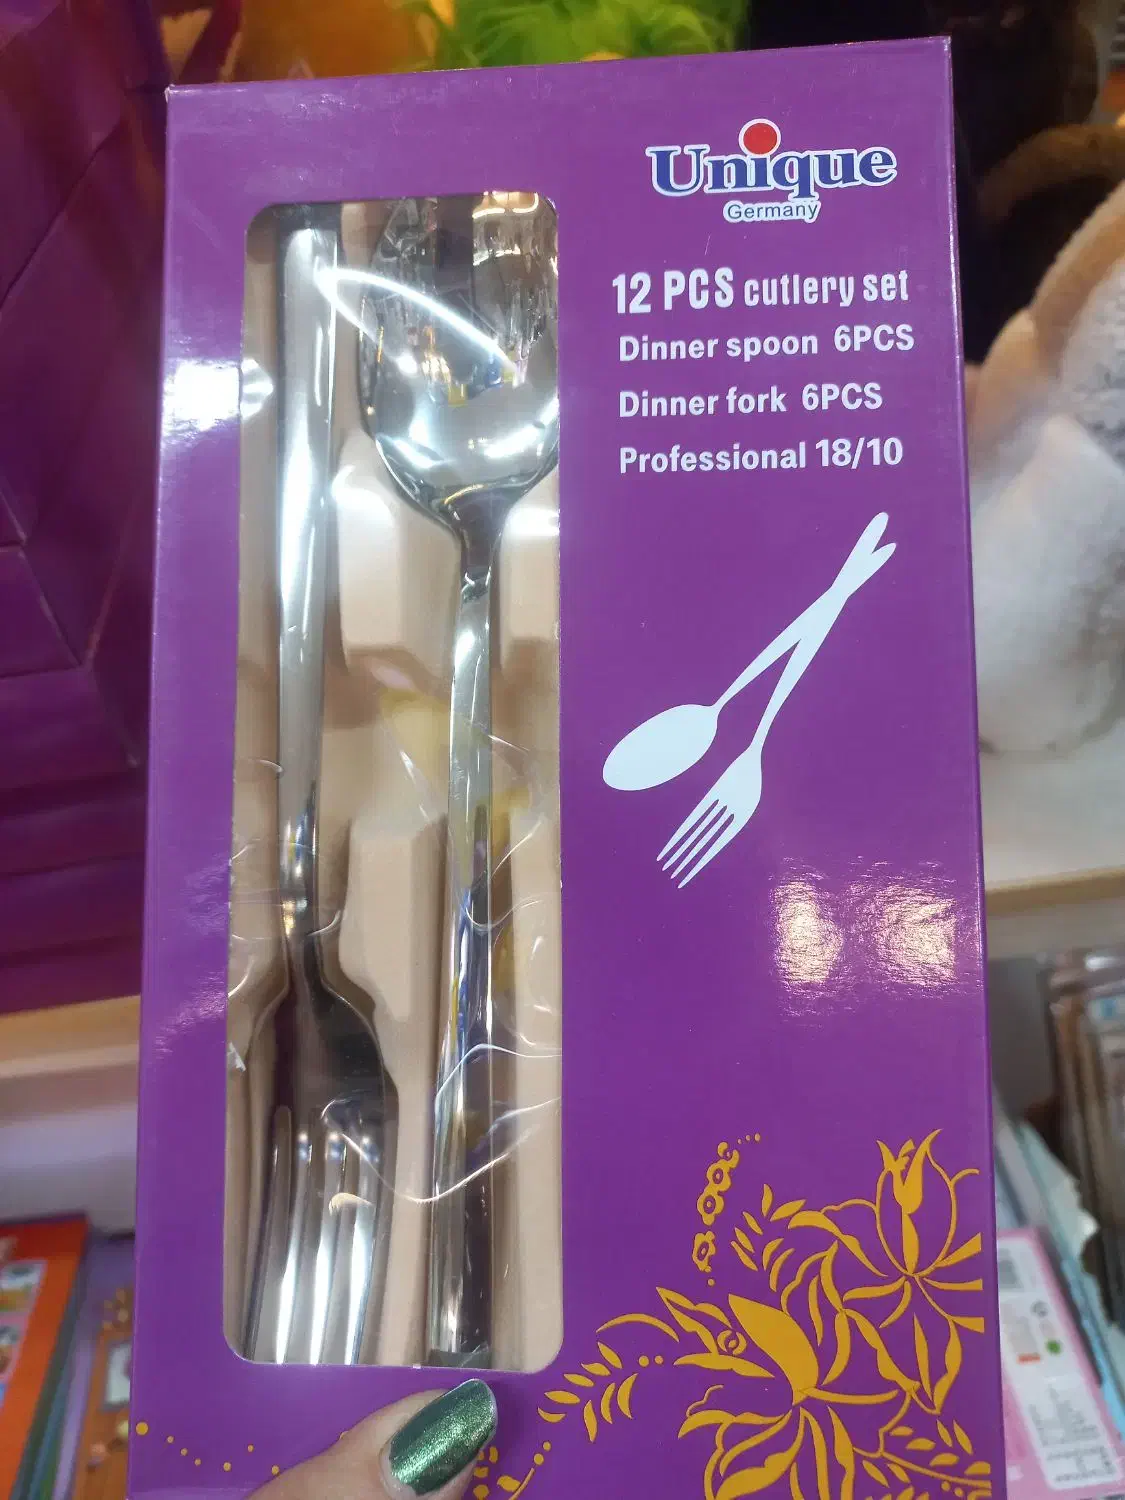 Unique
Germany
12 PCS cutlery set
Dinner spoon 6PCS
Dinner fork 6PCS
Professional 18/10